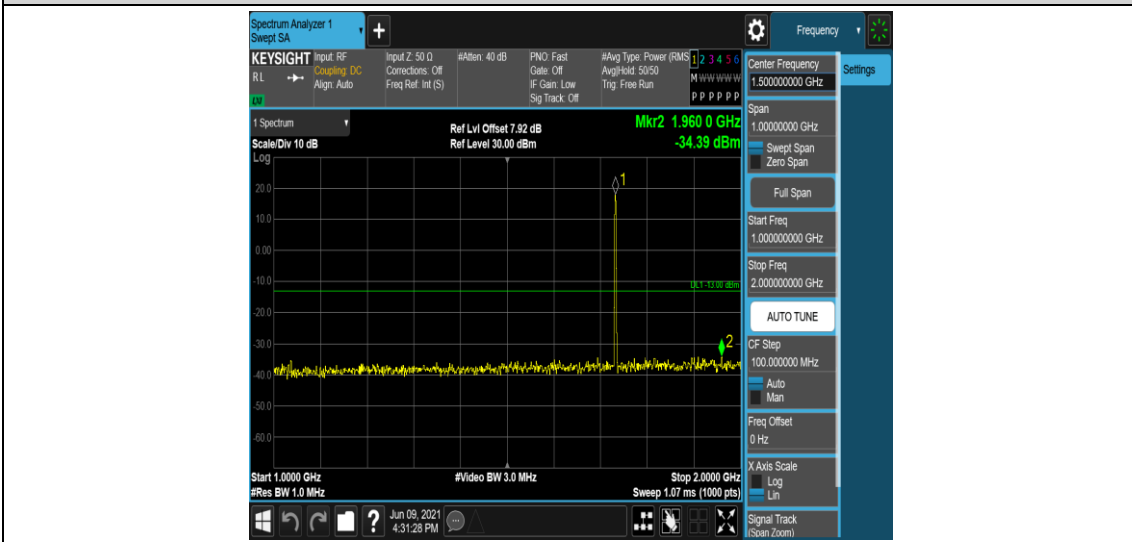 Spectrum Analyzer 1
Swept SA
+
Frequency
KEYSIGHT
RL
LXI
Input: RF
Coupling: DC
Align: Auto
Input Z: 50 Ω
Corrections: Off
Freq Ref: Int (S)
#Atten: 40 dB
PNO: Fast
Gate: Off
IF Gain: Low
Sig Track: Off
#Avg Type: Power (RMS
Avg|Hold: 50/50
Trig: Free Run
1 2 3 4 5 6
M W W W W W
P P P P P P
1 Spectrum
Scale/Div 10 dB
Log
Ref Lvl Offset 7.92 dB
Ref Level 30.00 dBm
Mkr2 1.960 0 GHz
-34.39 dBm
1
20.0
10.0
0.00
-10.0
DL1 -13.00 dBm
-20.0
-30.0
2
-40.0
-50.0
-60.0
Start 1.0000 GHz
#Res BW 1.0 MHz
#Video BW 3.0 MHz
Stop 2.0000 GHz
Sweep 1.07 ms (1000 pts)
?
Jun 09, 2021
4:31:28 PM
Center Frequency
1.500000000 GHz
Settings
Span
1.00000000 GHz
Swept Span
Zero Span
Full Span
Start Freq
1.000000000 GHz
Stop Freq
2.000000000 GHz
AUTO TUNE
CF Step
100.000000 MHz
Auto
Man
Freq Offset
0 Hz
X Axis Scale
Log
Lin
Signal Track
(Span Zoom)